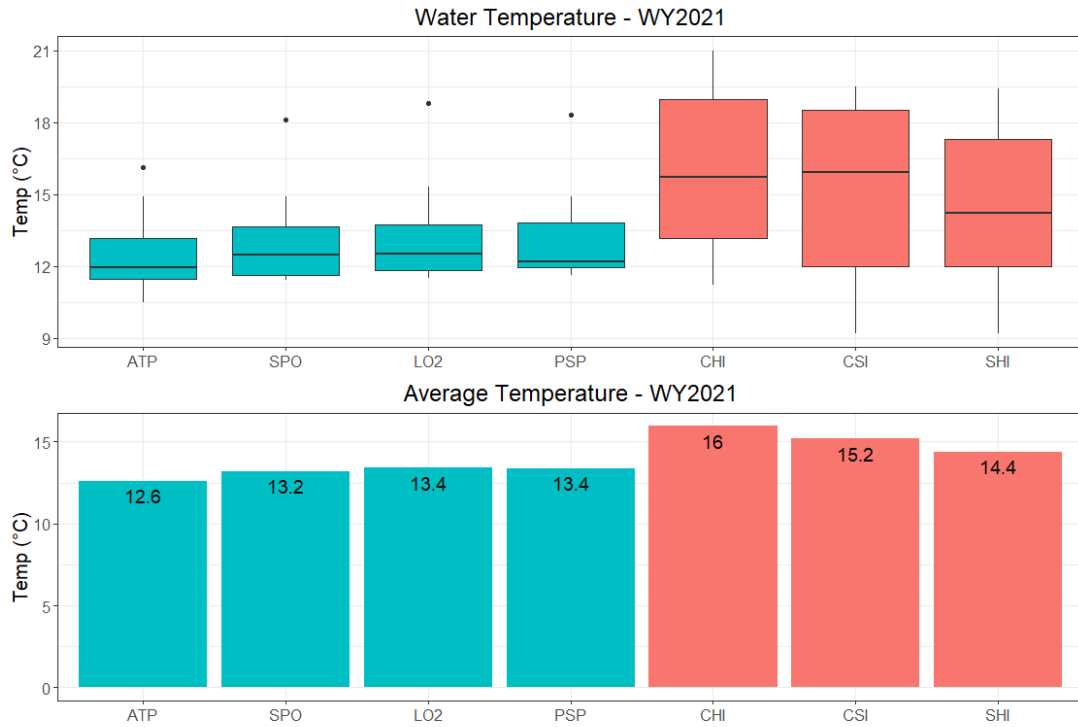 Water Temperature - WY2021
Temp (°C)
21
18
15
12
9
ATP SPO LO2 PSP CHI CSI SHI
Average Temperature - WY2021
Temp (°C)
15
10
5
0
12.6 13.2 13.4 13.4 16 15.2 14.4
ATP SPO LO2 PSP CHI CSI SHI